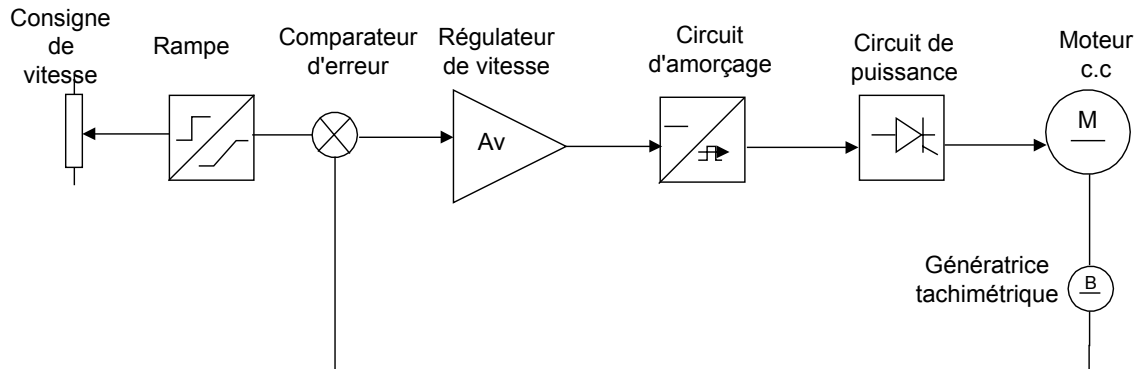 Consigne
de
vitesse
Rampe
Comparateur
d'erreur
Régulateur
de vitesse
Circuit
d'amorçage
Circuit de
puissance
Moteur
c.c
Av
M
Génératrice
tachimétrique
B